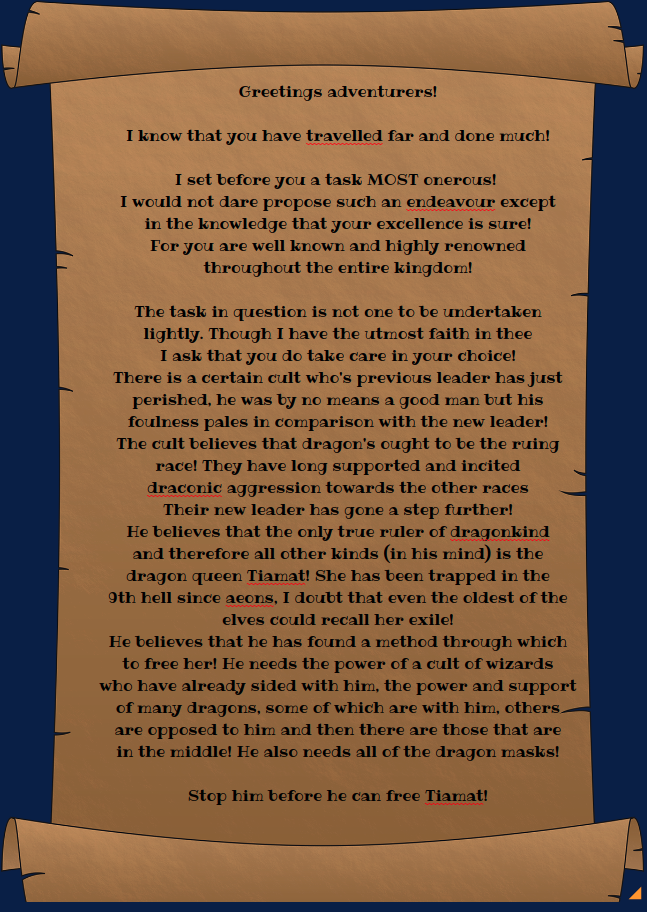 Greetings adventurers!
I know that you have travelled far and done much!
I set before you a task MOST onerous!
I would not dare propose such an endeavour except
in the knowledge that your excellence is sure!
For you are well known and highly renowned
throughout the entire kingdom!
The task in question is not one to be undertaken
lightly. Though I have the utmost faith in thee
I ask that you do take care in your choice!
There is a certain cult who's previous leader has just
perished, he was by no means a good man but his
foulness pales in comparison with the new leader!
The cult believes that dragon's ought to be the ruing
race! They have long supported and incited
draconic aggression towards the other races
Their new leader has gone a step further!
He believes that the only true ruler of dragonkind
and therefore all other kinds (in his mind) is the
dragon queen Tiamat! She has been trapped in the
9th hell since aeons, I doubt that even the oldest of the
elves could recall her exile!
He believes that he has found a method through which
to free her! He needs the power of a cult of wizards
who have already sided with him, the power and support
of many dragons, some of which are with him, others
are opposed to him and then there are those that are
in the middle! He also needs all of the dragon masks!
Stop him before he can free Tiamat!